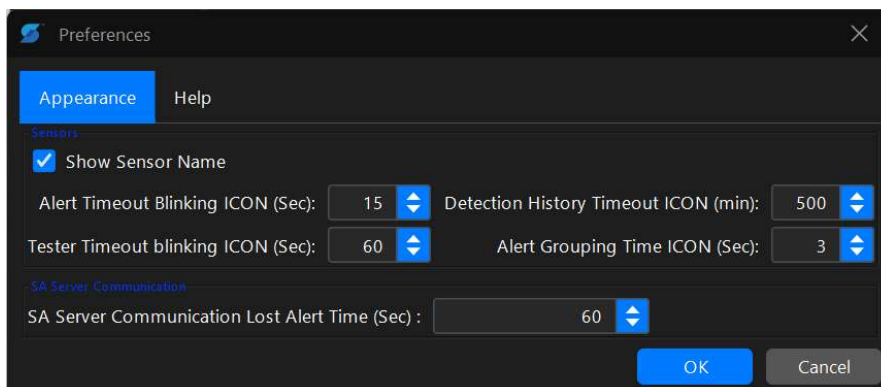 Preferences
Appearance Help
Sensors
Show Sensor Name
Alert Timeout Blinking ICON (Sec): 15 Detection History Timeout ICON (min): 500
Tester Timeout blinking ICON (Sec): 60 Alert Grouping Time ICON (Sec): 3
SA Server Communication
SA Server Communication Lost Alert Time (Sec) : 60
OK Cancel